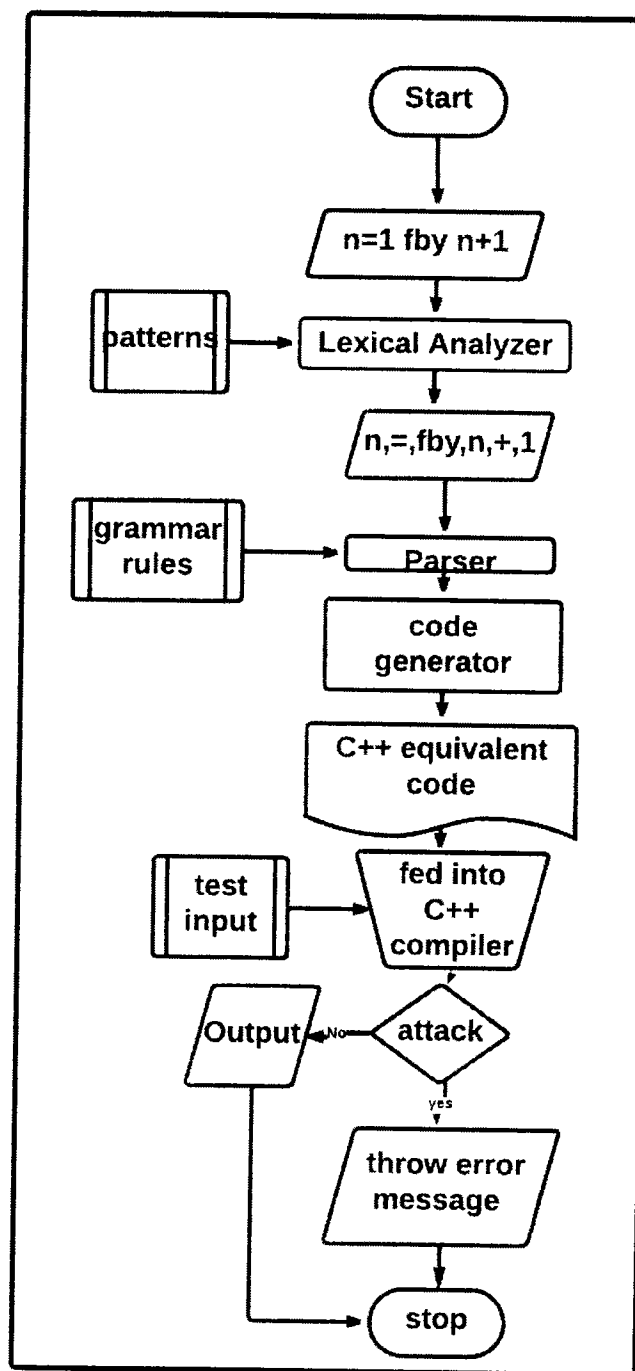 Start
n=1 fby n+1
patterns
Lexical Analyzer
n,=,fby,n,+,1
grammar
rules
Parser
code
generator
C++ equivalent
code
test
input
fed into
C++
compiler
Output
No
attack
yes
throw error
message
stop